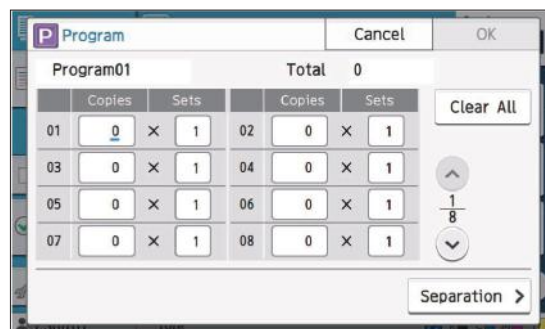 P Program Cancel OK
Program01 Total 0
Copies Sets Copies Sets Clear All
01 0 × 1 02 0 × 1
03 0 × 1 04 0 × 1
05 0 × 1 06 0 × 1
1
8
07 0 × 1 08 0 × 1
Separation >